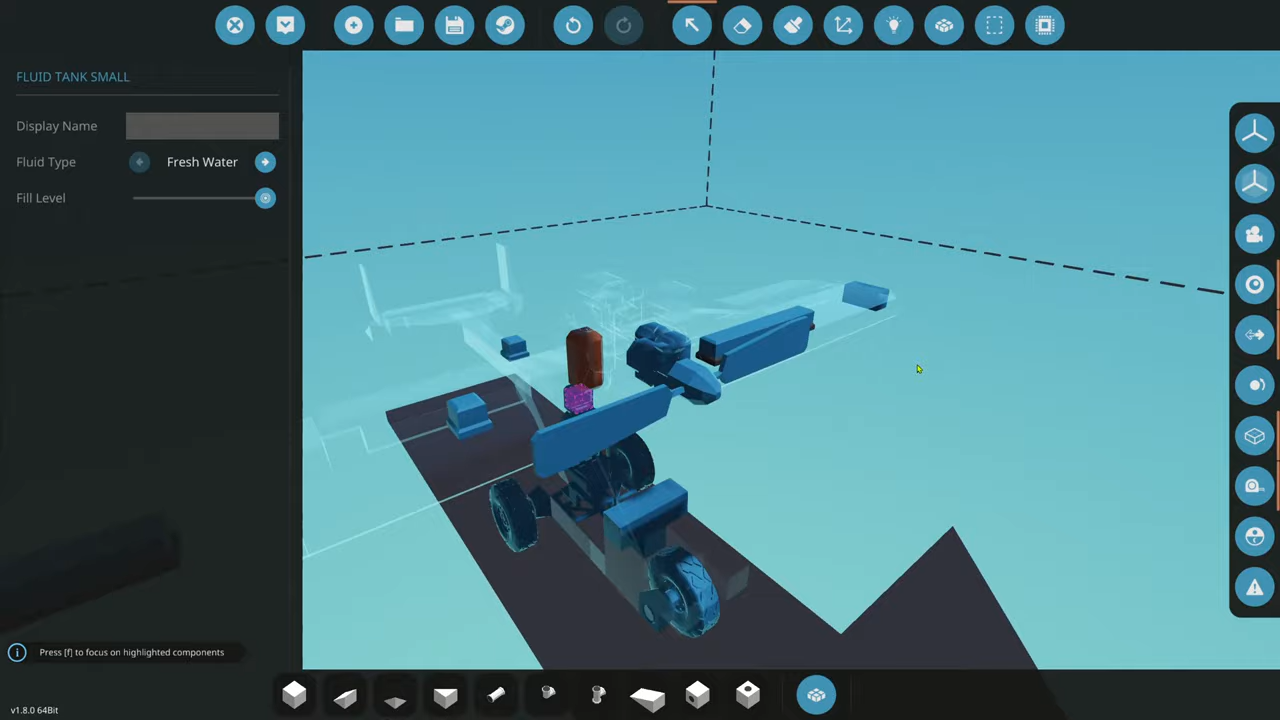 FLUID TANK SMALL
Display Name
Fluid Type
Fresh Water
Fill Level
Press [f] to focus on highlighted components
v1.8.0 64Bit